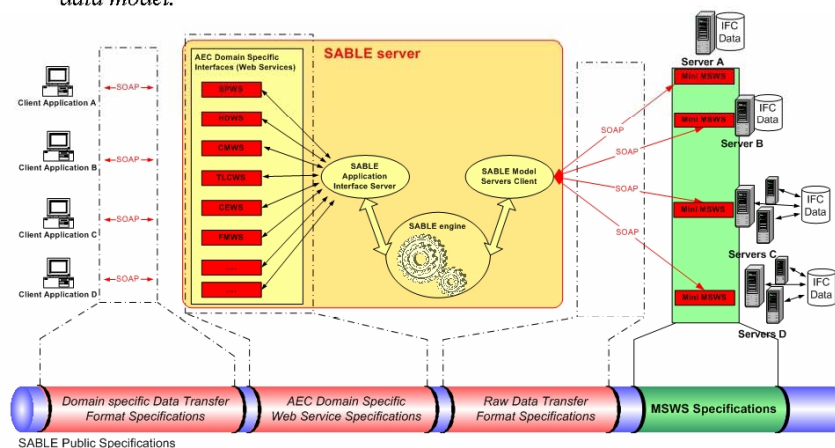 data model.
SABLE server
AEC Domain Specific
Interfaces (Web Services)
SPWS
HDWS
CMWS
TLCWS
CEWS
FMWS
....
....
SABLE
Application
Interface Server
SABLE Model
Servers Client
SABLE engine
Client Application A
Client Application B
Client Application C
Client Application D
SOAP
SOAP
SOAP
SOAP
SOAP
SOAP
SOAP
SOAP
Server A
IFC
Data
Mini MSWS
Mini MSWS
IFC
Data
Server B
Mini MSWS
IFC
Data
Servers C
Mini MSWS
IFC
Data
Servers D
Domain specific Data Transfer
Format Specifications
AEC Domain Specific
Web Service Specifications
Raw Data Transfer
Format Specifications
MSWS Specifications
SABLE Public Specifications